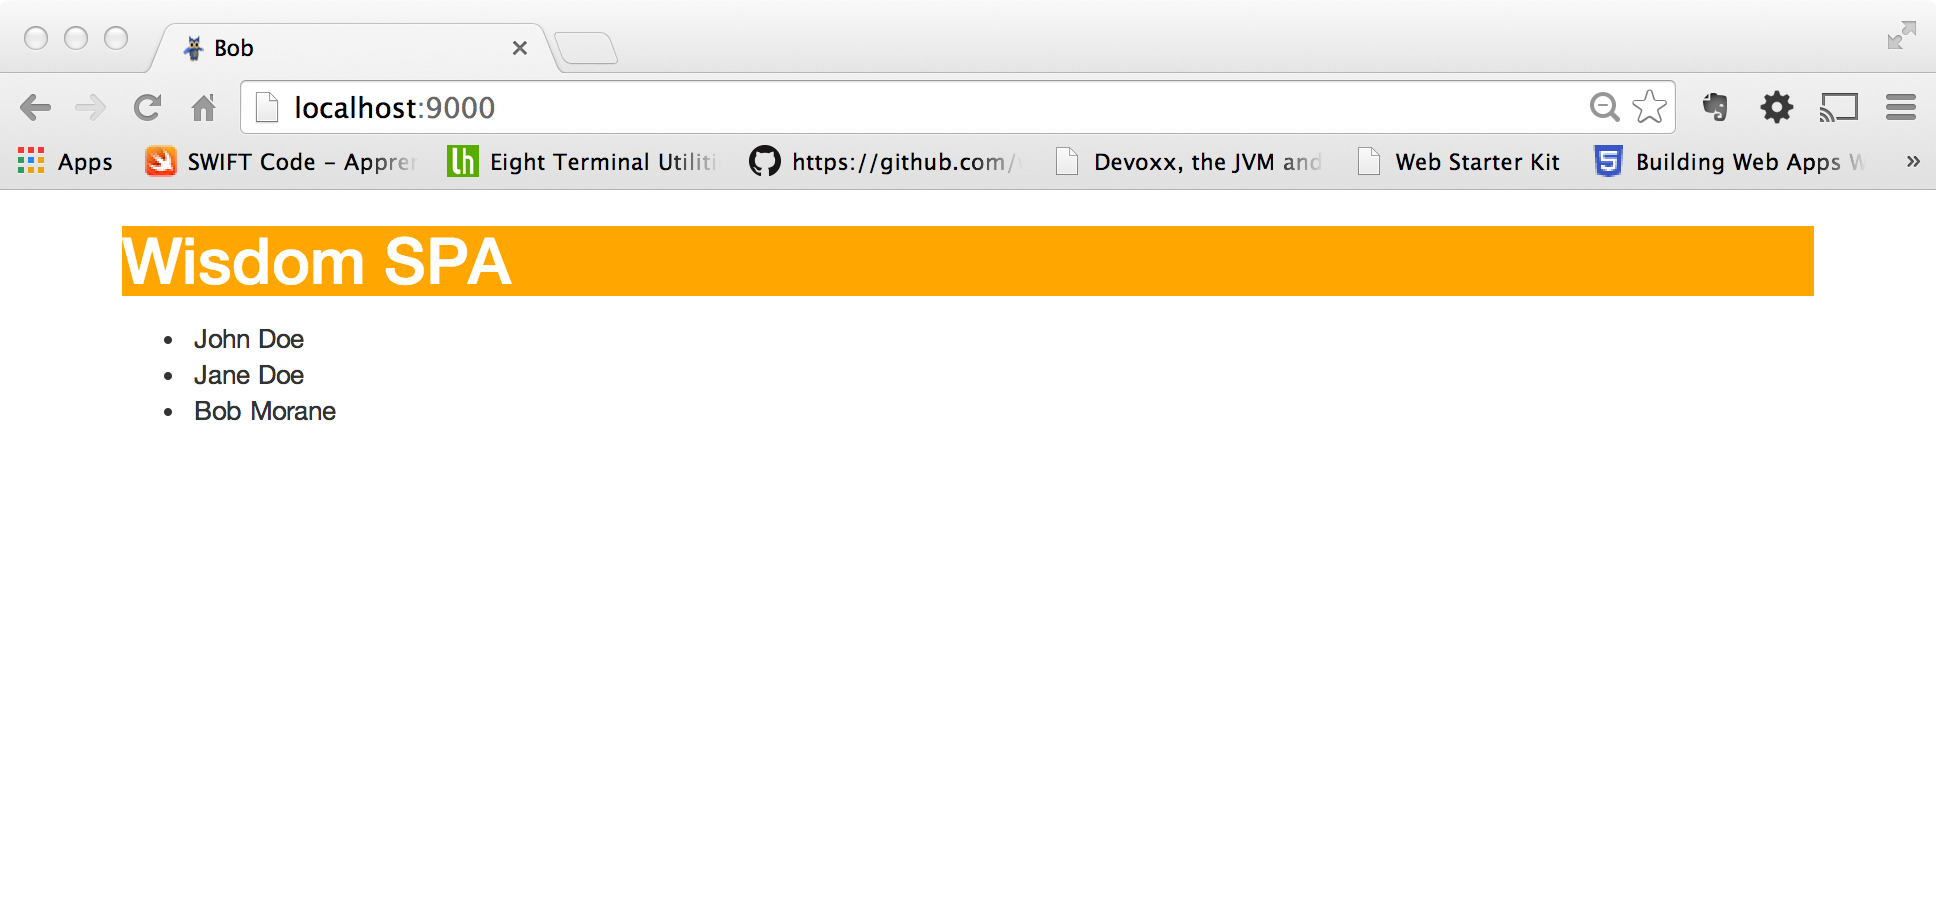 Bob
localhost:9000
Apps SWIFT Code – Appre Eight Terminal Utiliti https://github.com/ Devoxx, the JVM and Web Starter Kit Building Web Apps W »
Wisdom SPA
• John Doe
• Jane Doe
• Bob Morane